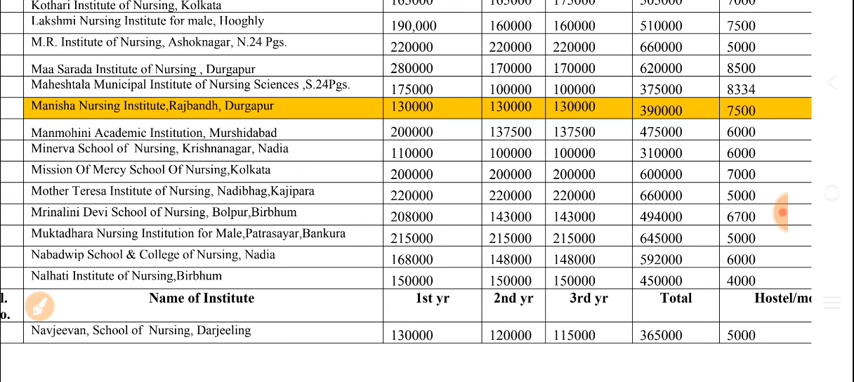 Kothari Institute of Nursing, Kolkata 165000 165000 175000 505000 7000
Lakshmi Nursing Institute for male, Hooghly 190,000 160000 160000 510000 7500
M.R. Institute of Nursing, Ashoknagar, N.24 Pgs. 220000 220000 220000 660000 5000
Maa Sarada Institute of Nursing , Durgapur 280000 170000 170000 620000 8500
Maheshtala Municipal Institute of Nursing Sciences ,S.24Pgs. 175000 100000 100000 375000 8334
Manisha Nursing Institute,Rajbandh, Durgapur 130000 130000 130000 390000 7500
Manmohini Academic Institution, Murshidabad 200000 137500 137500 475000 6000
Minerva School of Nursing, Krishnanagar, Nadia 110000 100000 100000 310000 6000
Mission Of Mercy School Of Nursing,Kolkata 200000 200000 200000 600000 7000
Mother Teresa Institute of Nursing, Nadibhag,Kajipara 220000 220000 220000 660000 5000
Mrinalini Devi School of Nursing, Bolpur,Birbhum 208000 143000 143000 494000 6700
Muktadhara Nursing Institution for Male,Patrasayar,Bankura 215000 215000 215000 645000 5000
Nabadwip School & College of Nursing, Nadia 168000 148000 148000 592000 6000
Nalhati Institute of Nursing,Birbhum 150000 150000 150000 450000 4000
l. Name of Institute 1st yr 2nd yr 3rd yr Total Hostel/mo
o.
Navjeevan, School of Nursing, Darjeeling 130000 120000 115000 365000 5000